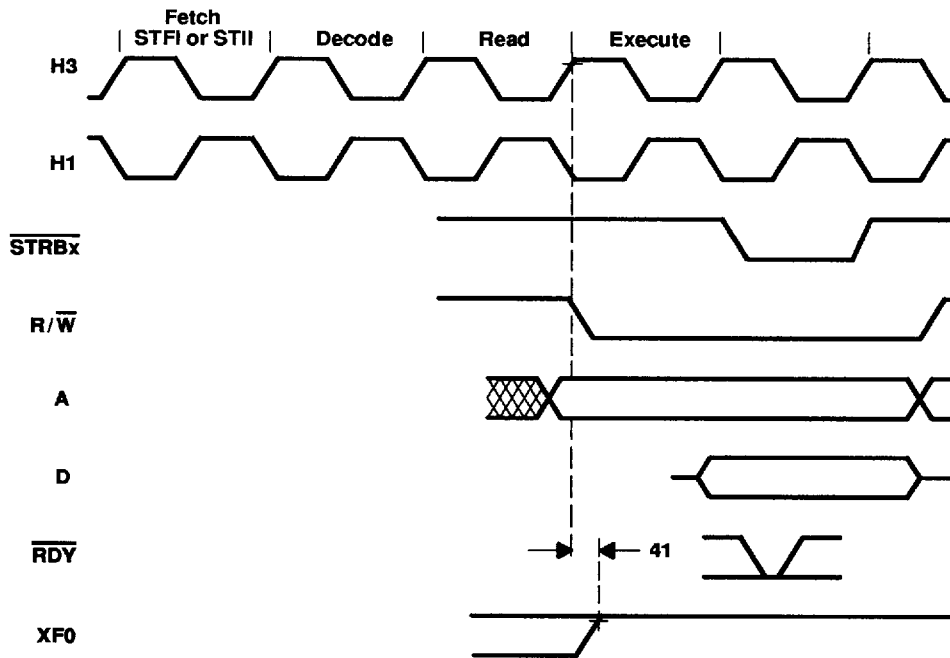 Fetch
STFI or STII
Decode
Read
Execute
H3
H1
STRBx
R/W
A
D
RDY
41
XF0